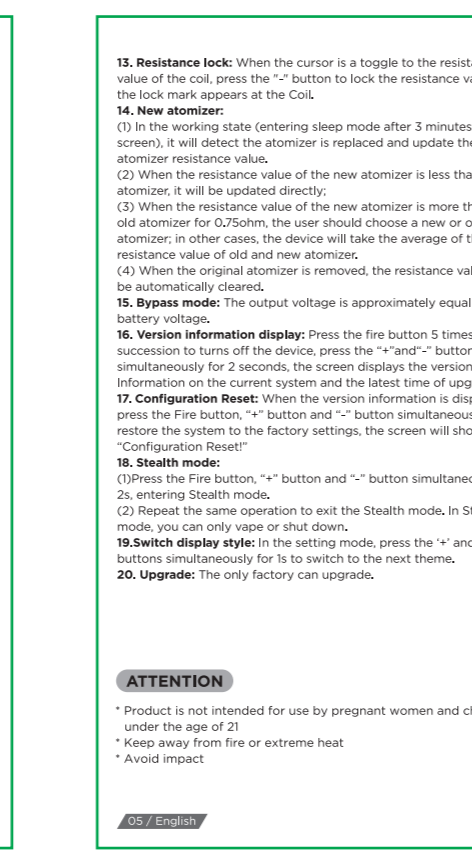 13. Resistance lock: When the cursor is a toggle to the
value of the coil, press the "-" button to lock the resistance
the lock mark appears at the Coil.
14. New atomizer:
(1) In the working state (entering sleep mode after 3 minutes
screen), it will detect the atomizer is replaced and update
atomizer resistance value.
(2) When the resistance value of the new atomizer is less
atomizer, it will be updated directly;
(3) When the resistance value of the new atomizer is more
old atomizer for 0.75ohm, the user should choose a new or
atomizer; in other cases, the device will take the average of
resistance value of old and new atomizer.
(4) When the original atomizer is removed, the resistance
be automatically cleared.
15. Bypass mode: The output voltage is approximately equal
battery voltage.
16. Version information display: Press the fire button 5 times
succession to turns off the device, press the “+”and“-” button
simultaneously for 2 seconds, the screen displays the version
Information on the current system and the latest time of
17. Configuration Reset: When the version information is
press the Fire button, “+” button and “-” button
restore the system to the factory settings, the screen will
“Configuration Reset!”
18. Stealth mode:
(1)Press the Fire button, “+” button and “-” button
2s, entering Stealth mode.
(2) Repeat the same operation to exit the Stealth mode. In
mode, you can only vape or shut down.
19.Switch display style: In the setting mode, press the ‘+’
buttons simultaneously for 1s to switch to the next theme.
20. Upgrade: The only factory can upgrade.
ATTENTION
* Product is not intended for use by pregnant women and
under the age of 21
* Keep away from fire or extreme heat
* Avoid impact
05 / English